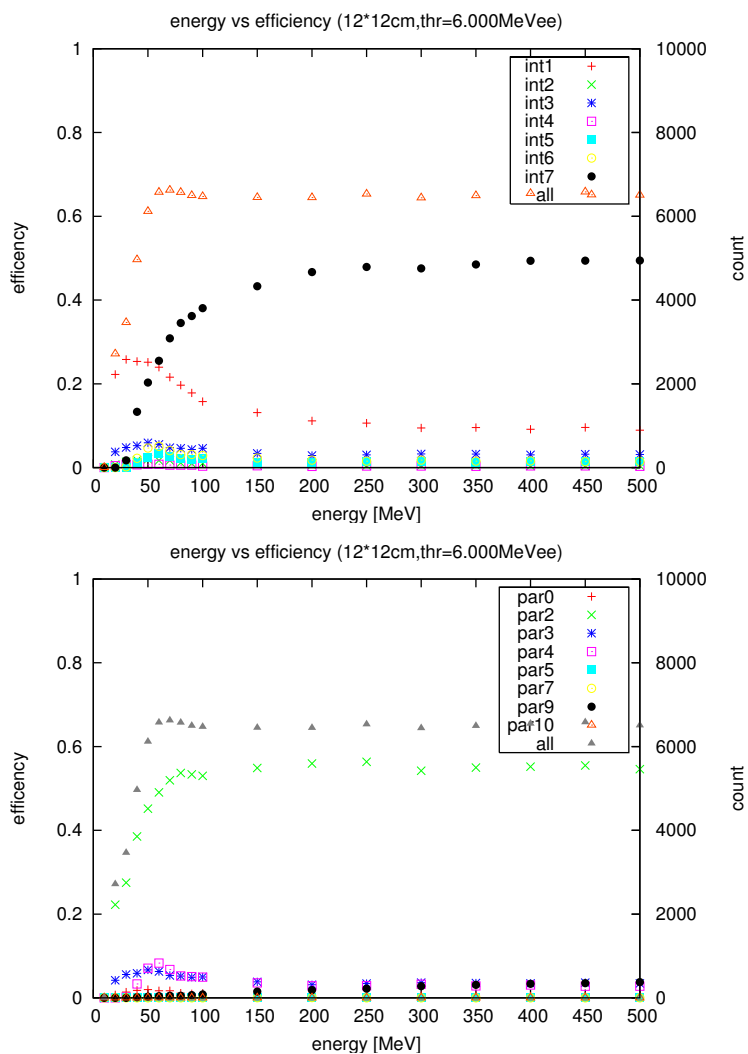 energy vs efficiency (12*12cm,thr=6.000MeVee)
1
0.8
0.6
0.4
0.2
0
efficency
10000
8000
6000
4000
2000
0
count
int1
int2
int3
int4
int5
int6
int7
all
0 50 100 150 200 250 300 350 400 450 500
energy [MeV]
energy vs efficiency (12*12cm,thr=6.000MeVee)
1
0.8
0.6
0.4
0.2
0
efficency
10000
8000
6000
4000
2000
0
count
par0
par2
par3
par4
par5
par7
par9
par10
all
0 50 100 150 200 250 300 350 400 450 500
energy [MeV]